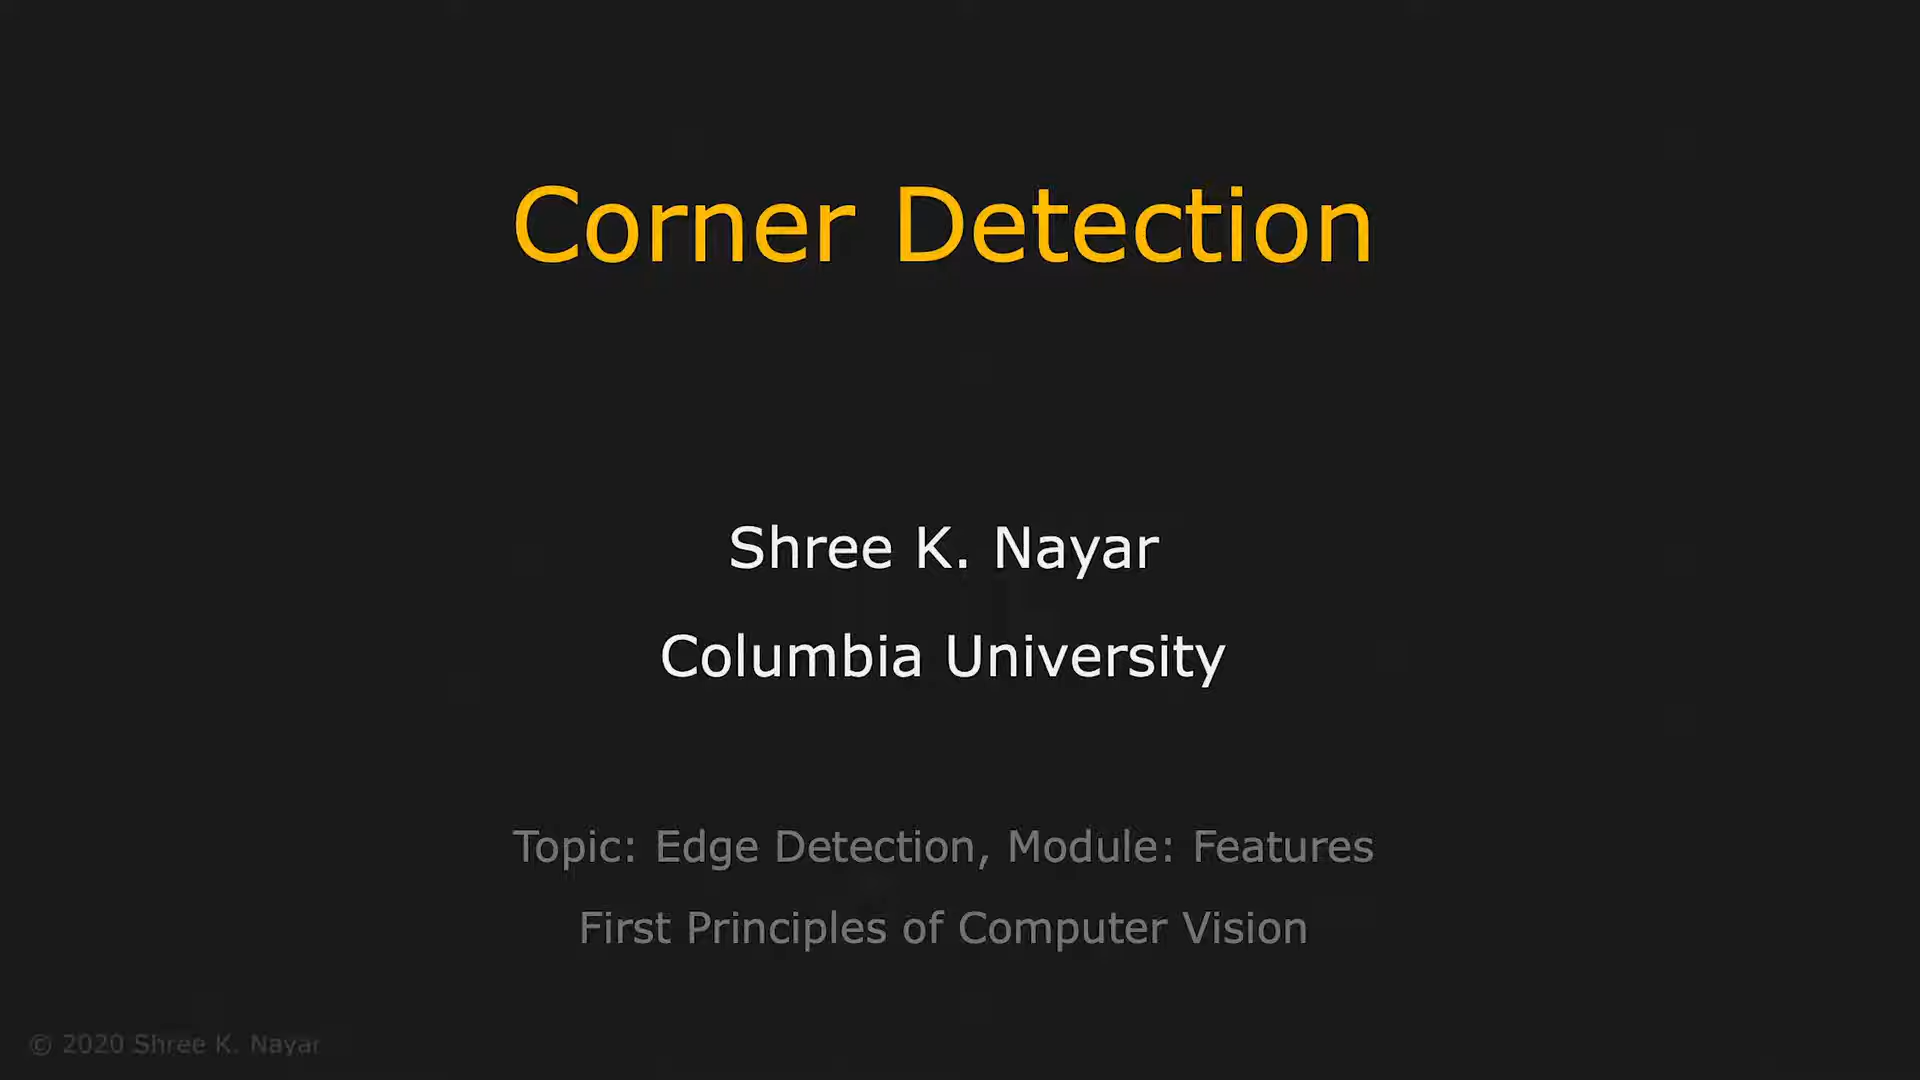 Corner Detection
Shree K. Nayar
Columbia University
Topic: Edge Detection, Module: Features
First Principles of Computer Vision
© 2020 Shree K. Nayar